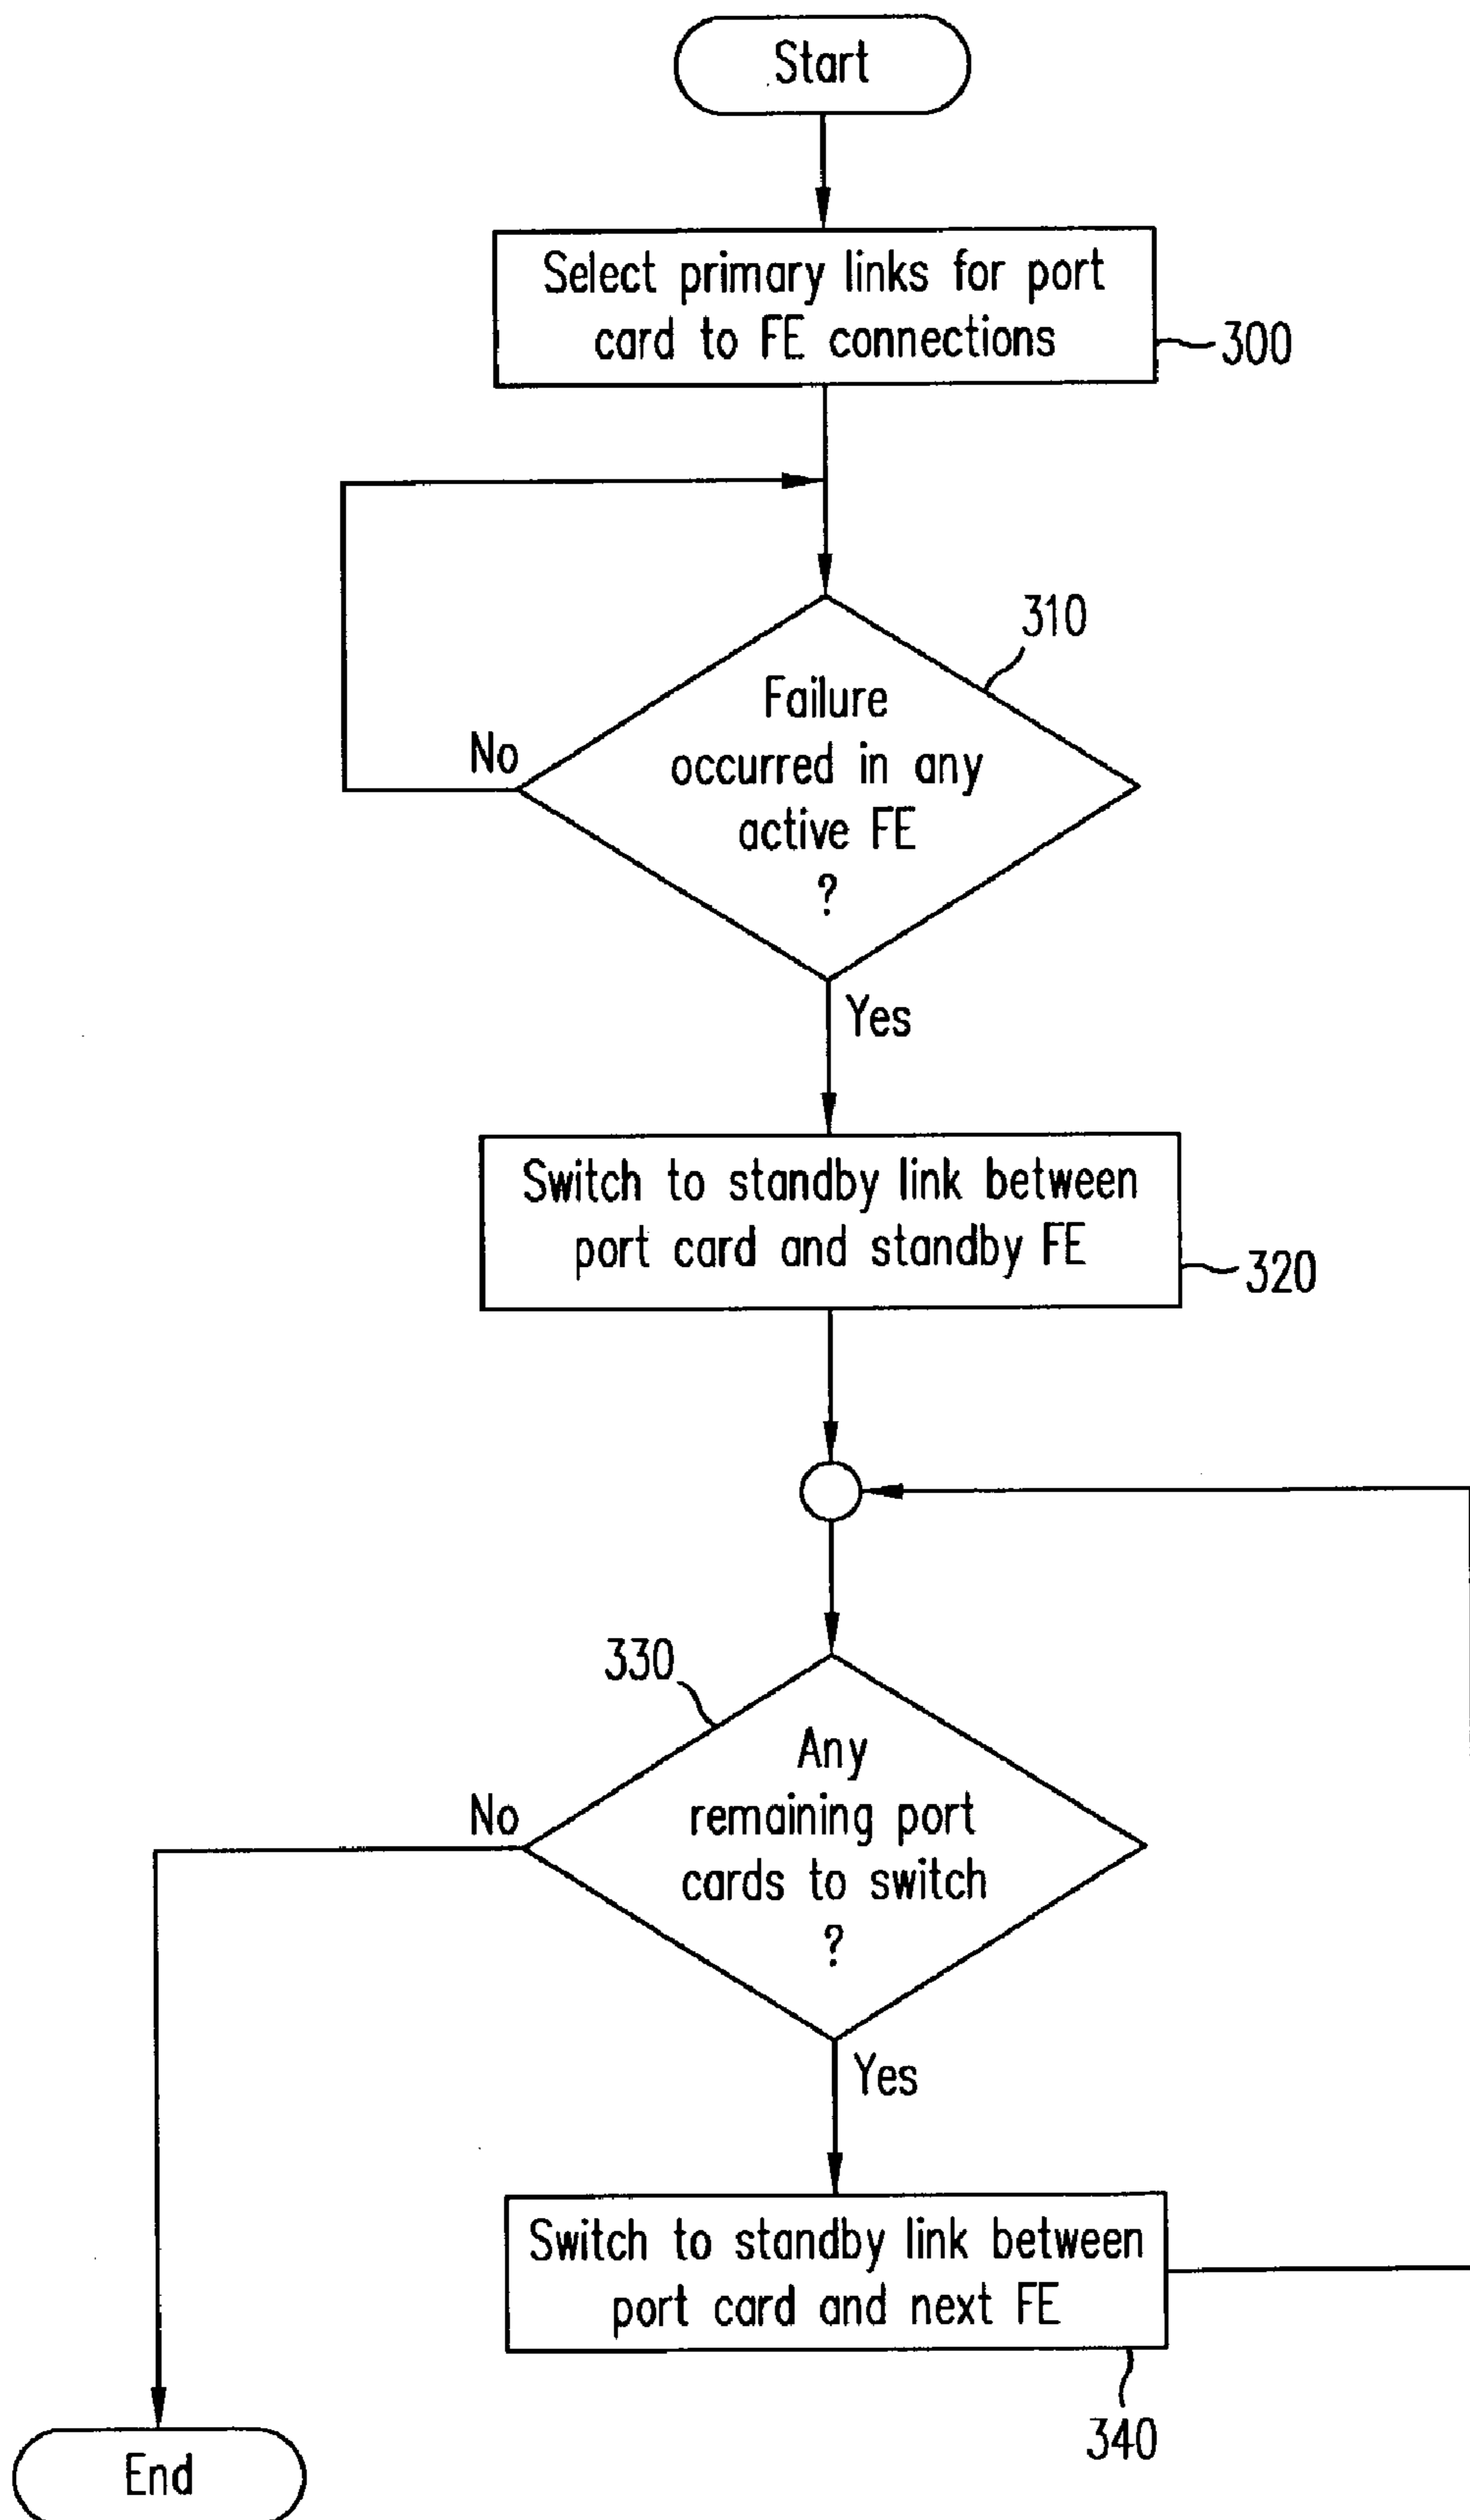 Start
Select primary links for port
card to FE connections
300
310
Failure
occurred in any
active FE
?
No
Yes
Switch to standby link between
port card and standby FE
320
330
Any
remaining port
cards to switch
?
No
Yes
Switch to standby link between
port card and next FE
340
End